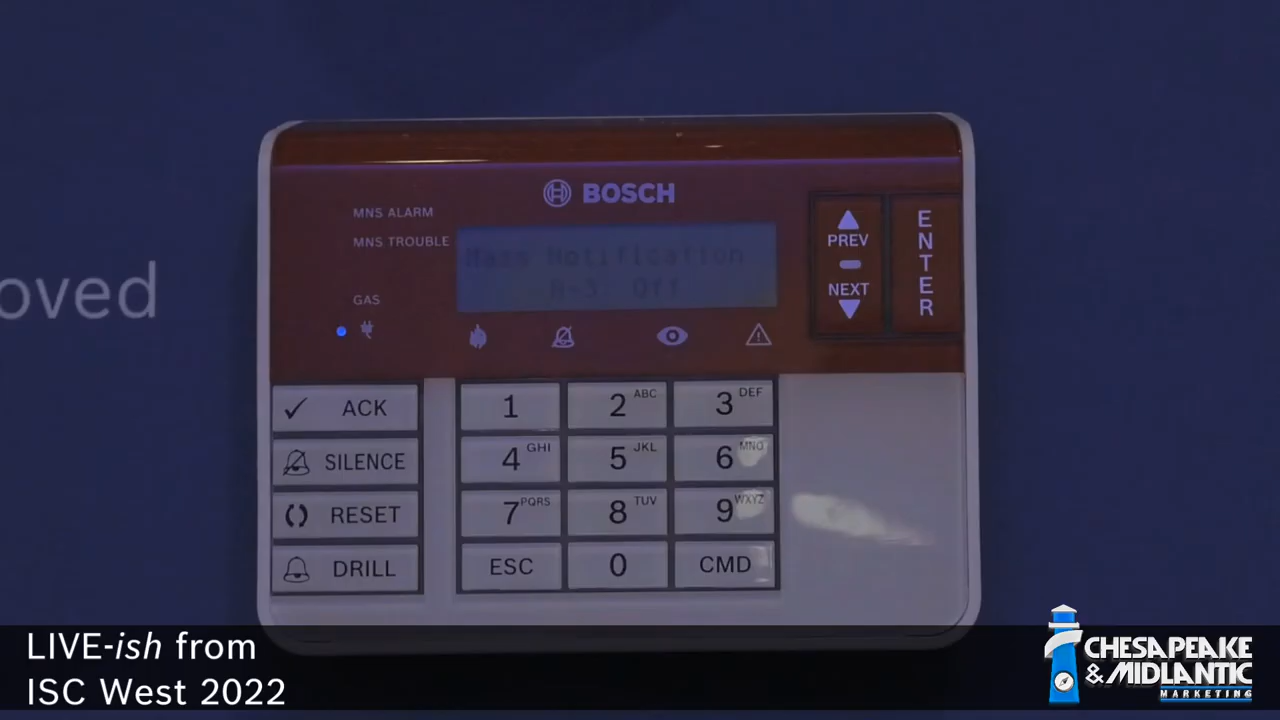 BOSCH
MNS ALARM
MNS TROUBLE
GAS
Mass Notification
A-3: Off
PREV
NEXT
ENTER
oved
ACK
SILENCE
RESET
DRILL
1
2 ABC
3 DEF
4 GHI
5 JKL
6 MNO
7 PQRS
8 TUV
9 WXYZ
ESC
0
CMD
LIVE-ish from
ISC West 2022
CHESAPEAKE
& MIDLANTIC
MARKETING